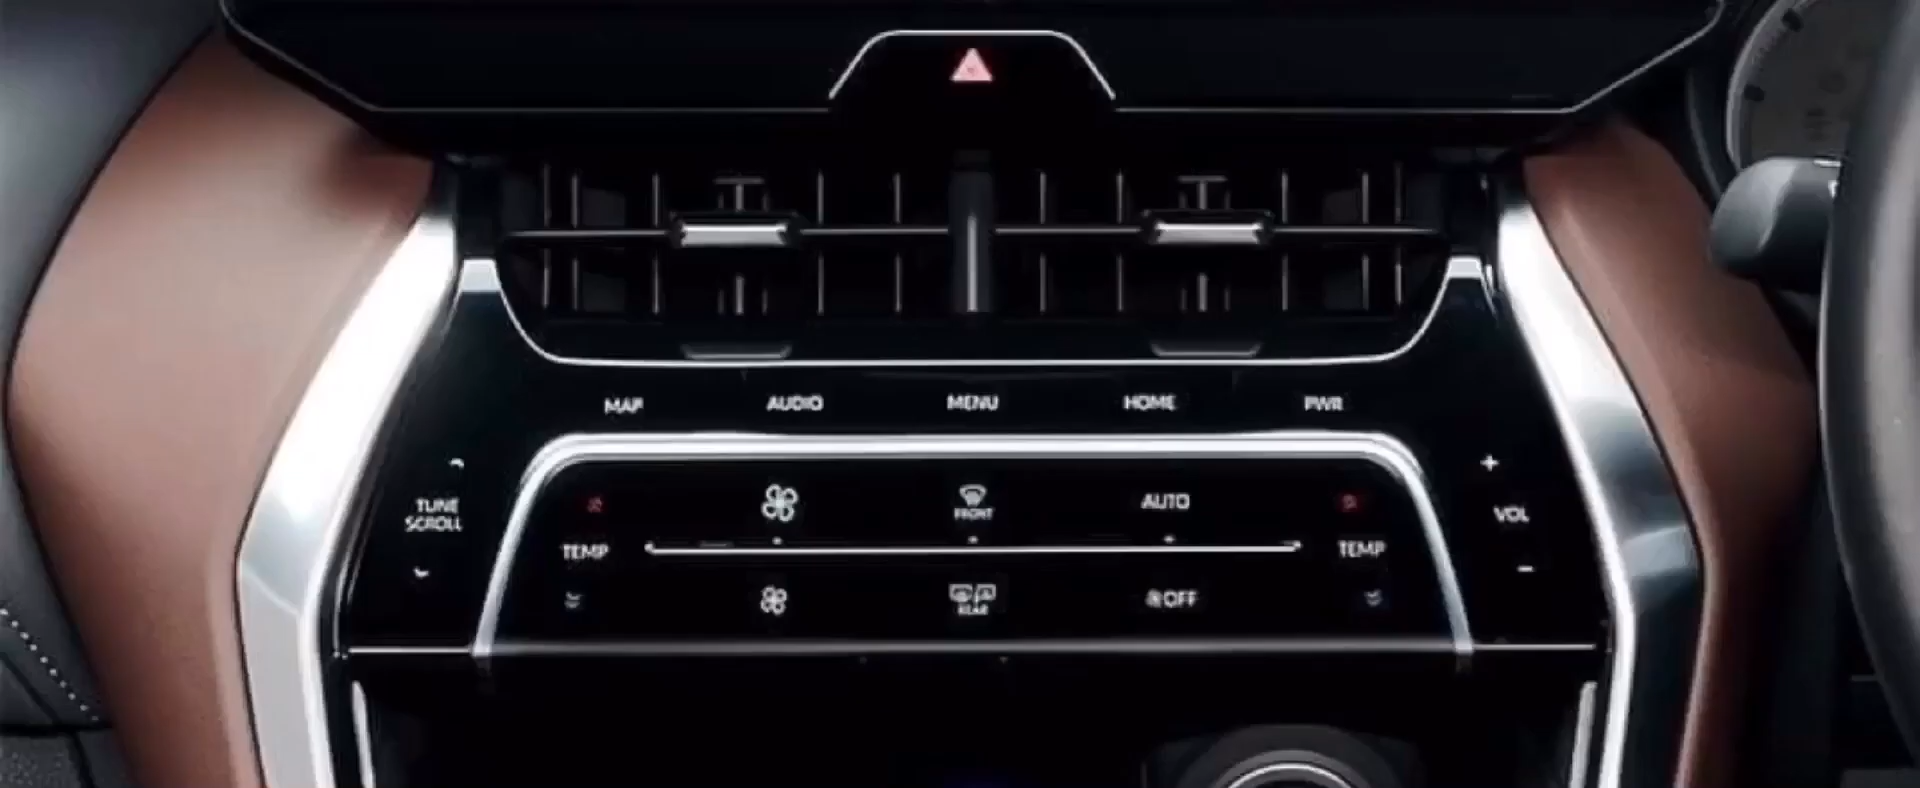 MAP AUDIO MENU HOME PWR
TUNE
SCROLL
FRONT AUTO
VOL
TEMP TEMP
REAR OFF